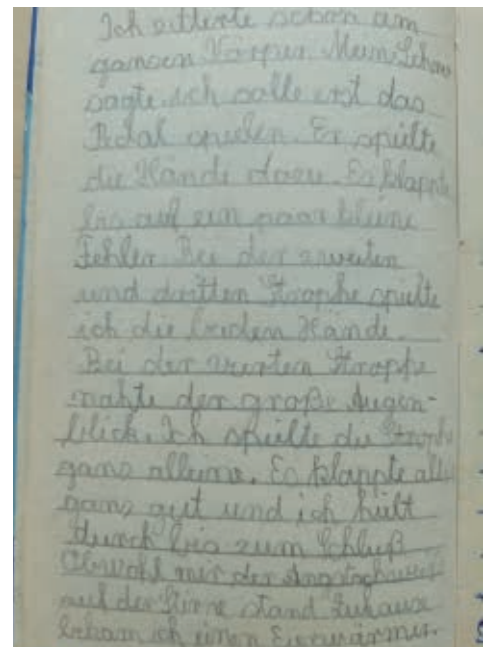 Ich zitterte schon am
ganzen Körper. Mein Lehrer
sagte ich solle erst das
Pedal spielen. Er spielte
die Hände dazu. Es klappte
bis auf ein paar kleine
Fehler. Bei der zweiten
und dritten Strophe spielte
ich die beiden Hände.
Bei der vierten Strophe
nahte der große Augen-
blick. Ich spielte die Strophe
ganz alleine. Es klappte alles
ganz gut und ich hielt
durch bis zum Schluß
Obwohl mir der Angstschweiß
auf der Stirne stand Zuhause
bekam ich einen Eierwärmer.